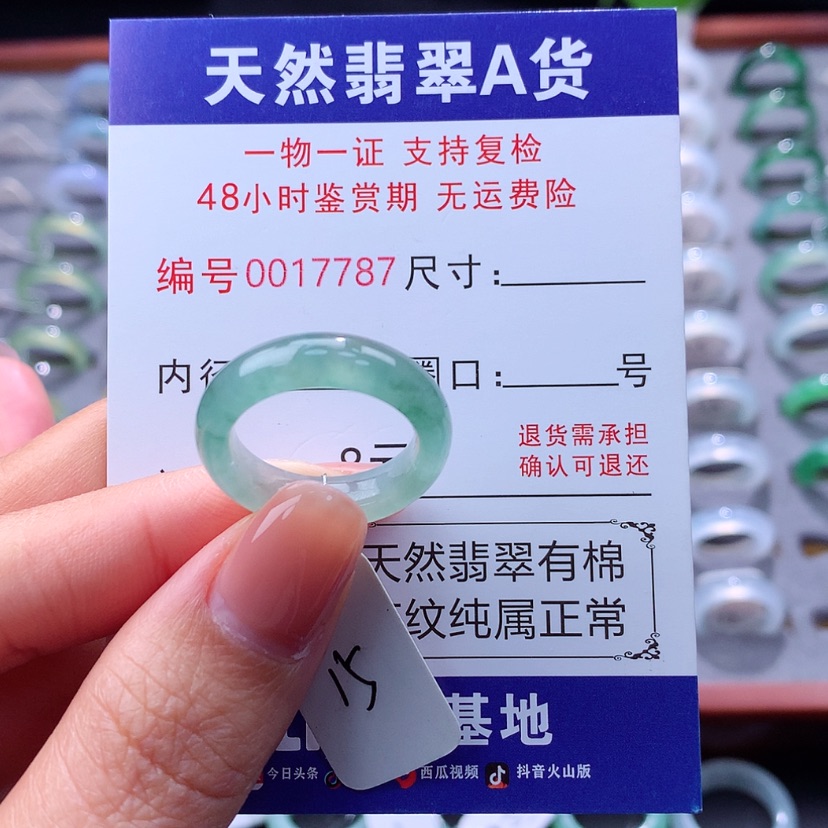 天然翡翠A货
一物一证 支持复检
48小时鉴赏期 无运费险
编号0017787 尺寸:
内径 圈口: 号
退货需承担
8元
确认可退还
天然翡翠有棉
纹纯属正常
15
基地
今日头条 西瓜视频 抖音火山版